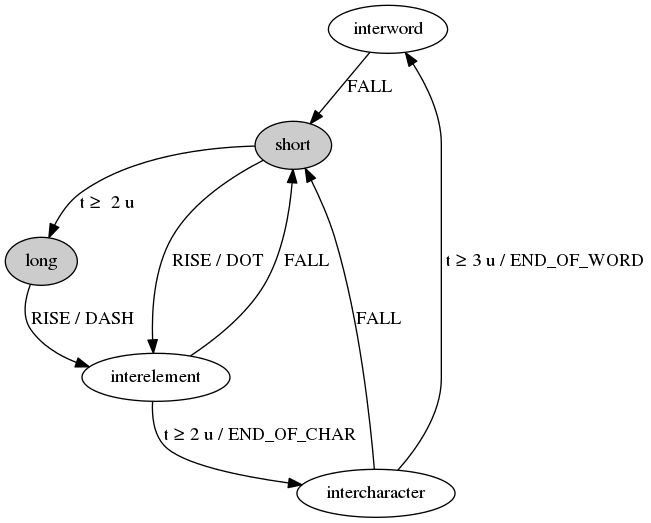 interword
FALL
short
t ≥ 2 u
long
RISE / DOT
FALL
t ≥ 3 u / END_OF_WORD
RISE / DASH
FALL
interelement
t ≥ 2 u / END_OF_CHAR
intercharacter